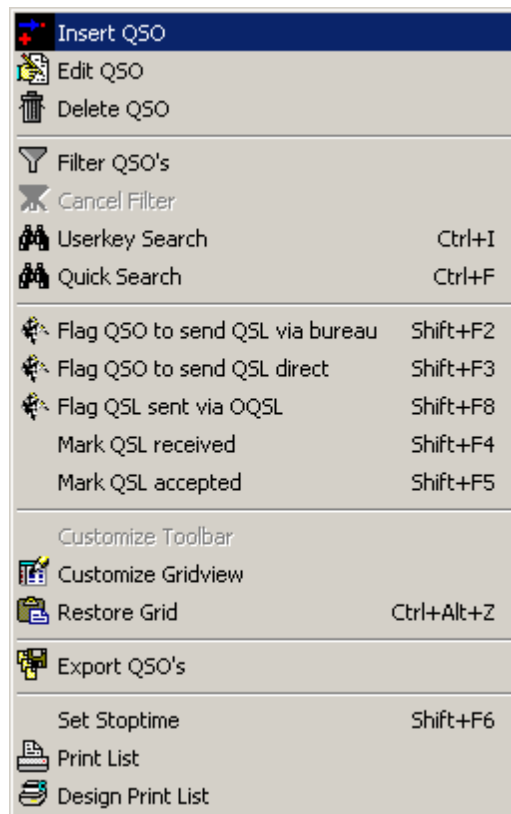 Insert QSO
Edit QSO
Delete QSO
Filter QSO's
Cancel Filter
Userkey Search Ctrl+I
Quick Search Ctrl+F
Flag QSO to send QSL via bureau Shift+F2
Flag QSO to send QSL direct Shift+F3
Flag QSL sent via OQSL Shift+F8
Mark QSL received Shift+F4
Mark QSL accepted Shift+F5
Customize Toolbar
Customize Gridview
Restore Grid Ctrl+Alt+Z
Export QSO's
Set Stoptime Shift+F6
Print List
Design Print List